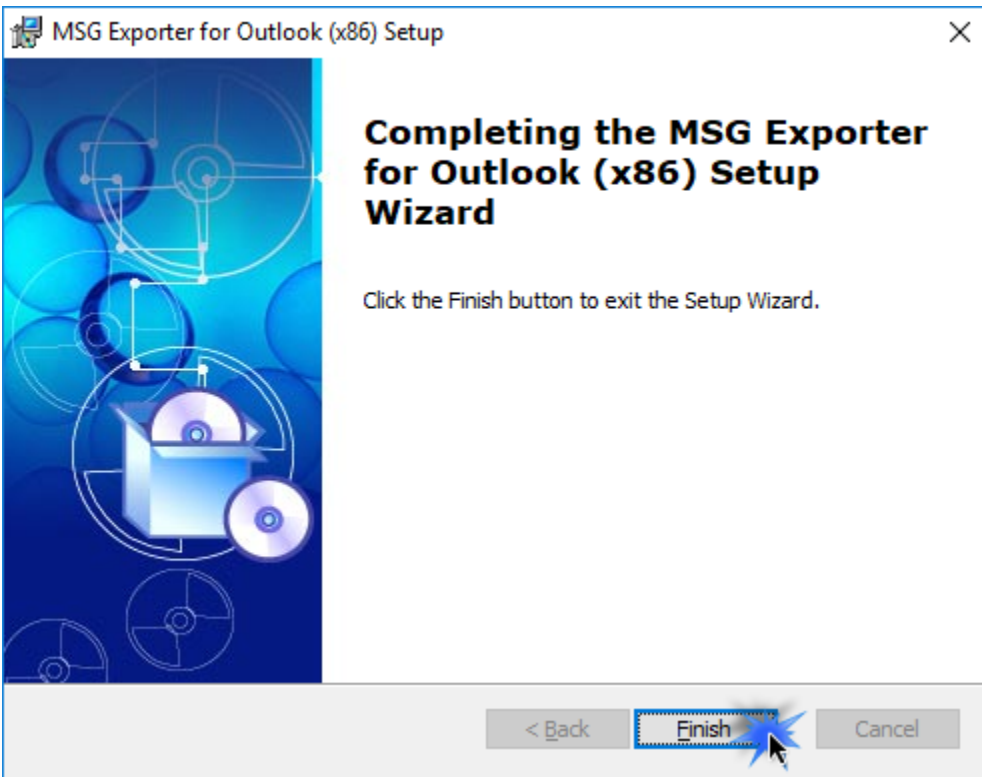 MSG Exporter for Outlook (x86) Setup
Completing the MSG Exporter
for Outlook (x86) Setup
Wizard
Click the Finish button to exit the Setup Wizard.
< Back
Finish
Cancel